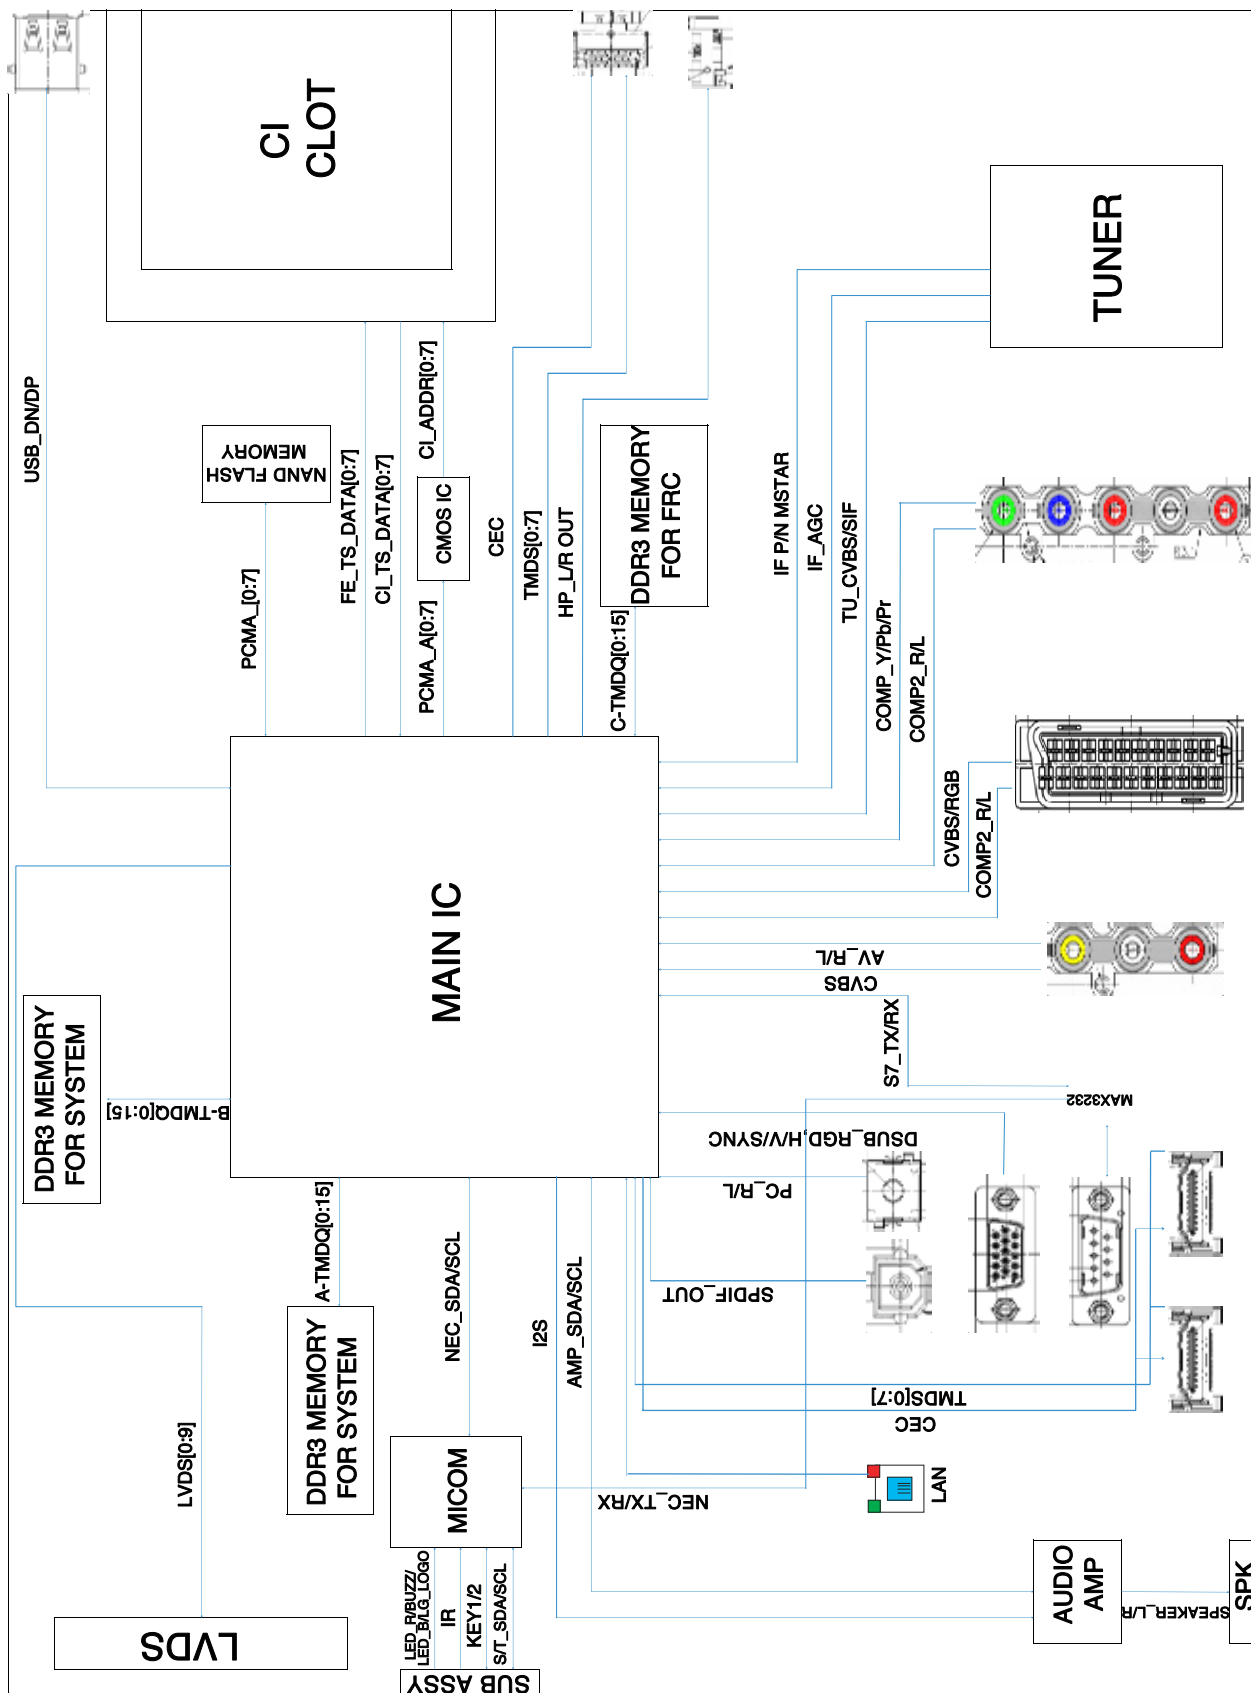 CI
CLOT
TUNER
USB_DN/DP
NAND FLASH
MEMORY
PCMA_[0:7]
FE_TS_DATA[0:7]
CI_TS_DATA[0:7]
CI_ADDR[0:7]
CMOS IC
PCMA_A[0:7]
CEC
TMDS[0:7]
HP_L/R OUT
DDR3 MEMORY
FOR FRC
C-TMDQ[0:15]
IF P/N MSTAR
IF_AGC
TU_CVBS/SIF
COMP_Y/Pb/Pr
COMP2_R/L
CVBS/RGB
COMP2_R/L
MAIN IC
AV_R/L
CVBS
S7_TX/RX
MAX3232
DDR3 MEMORY
FOR SYSTEM
B-TMDQ[0:15]
DSUB_RGD,H/V/SYNC
PC_R/L
SPDIF_OUT
A-TMDQ[0:15]
DDR3 MEMORY
FOR SYSTEM
NEC_SDA/SCL
I2S
AMP_SDA/SCL
TMDS[0:7]
CEC
LVDS[0:9]
MICOM
NEC_TX/RX
LAN
LED_R/BUZZ/
LED_B/LG_LOGO
IR
KEY1/2
S/T_SDA/SCL
AUDIO
AMP
SPEAKER_L/R
SPK
LVDS
SUB ASSY